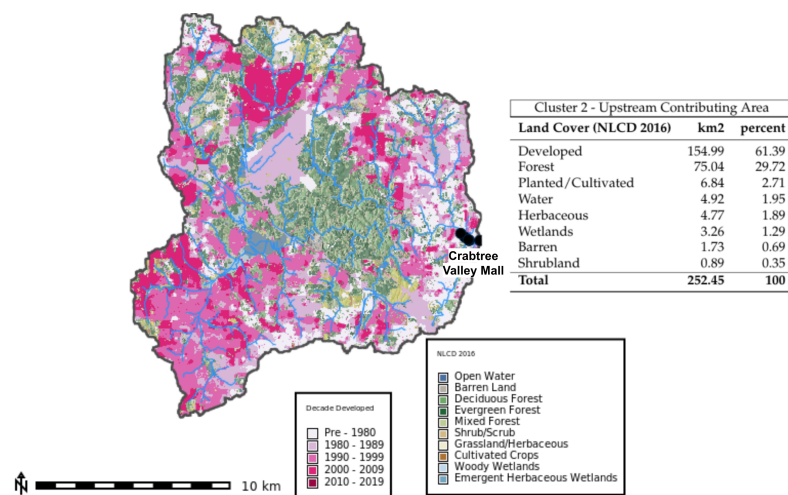 Cluster 2 - Upstream Contributing Area
Land Cover (NLCD 2016) km2 percent
Developed 154.99 61.39
Forest 75.04 29.72
Planted/Cultivated 6.84 2.71
Water 4.92 1.95
Herbaceous 4.77 1.89
Wetlands 3.26 1.29
Barren 1.73 0.69
Shrubland 0.89 0.35
Total 252.45 100
Crabtree
Valley Mall
NLCD 2016
Open Water
Barren Land
Deciduous Forest
Evergreen Forest
Mixed Forest
Shrub/Scrub
Grassland/Herbaceous
Cultivated Crops
Woody Wetlands
Emergent Herbaceous Wetlands
Decade Developed
Pre - 1980
1980 - 1989
1990 - 1999
2000 - 2009
2010 - 2019
N
10 km